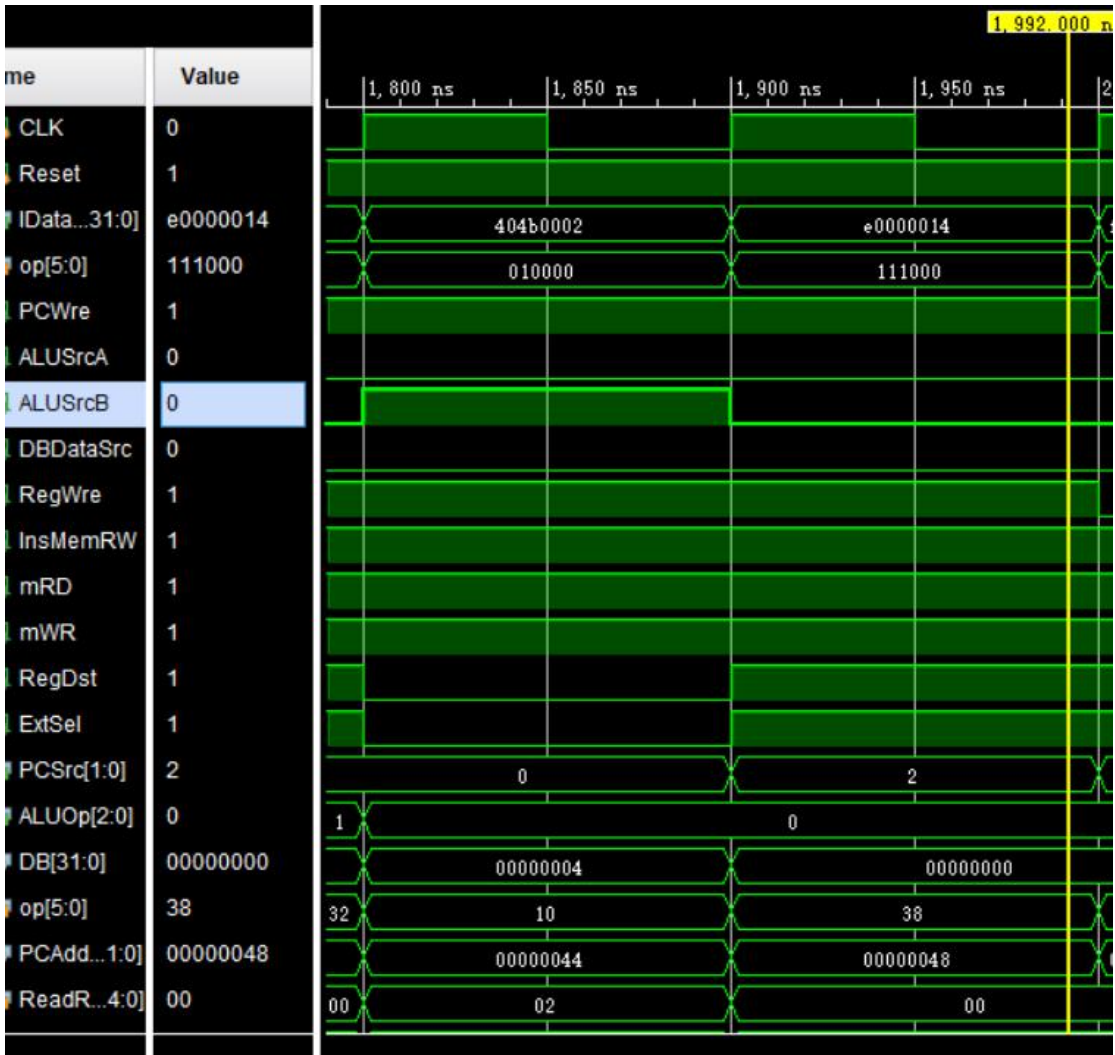 1,992.000 n
me Value
1,800 ns 1,850 ns 1,900 ns 1,950 ns 2
CLK 0
Reset 1
IData...31:0] e0000014 404b0002 e0000014
op[5:0] 111000 010000 111000
PCWre 1
ALUSrcA 0
ALUSrcB 0
DBDataSrc 0
RegWre 1
InsMemRW 1
mRD 1
mWR 1
RegDst 1
ExtSel 1
PCSrc[1:0] 2 0 2
ALUOp[2:0] 0 1 0
DB[31:0] 00000000 00000004 00000000
op[5:0] 38 32 10 38
PCAdd...1:0] 00000048 00000044 00000048
ReadR...4:0] 00 00 02 00